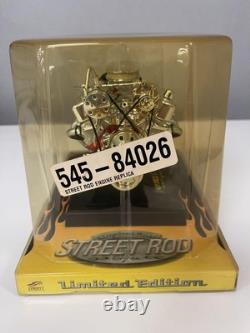 545-84026
STREET ROD ENGINE REPLICA
STREET ROD
Limited Edition